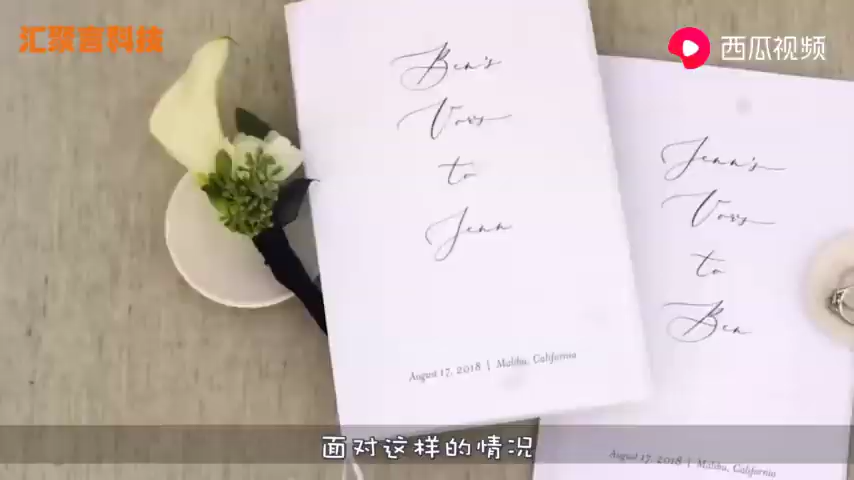 汇聚言科技
西瓜视频
Ben's
Vows
to
Jenn
August 17, 2018 | Malibu, California
Jenn's
Vows
to
Ben
August 17, 2018 | Malibu, California
面对这样的情况